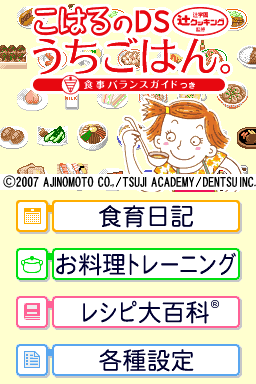 こはるのDS
うちごはん。
辻学園
辻クッキング
監修
食事バランスガイドつき
MILK
©2007 AJINOMOTO CO./TSUJI ACADEMY/DENTSU INC.
食育日記
お料理トレーニング
レシピ大百科®
各種設定